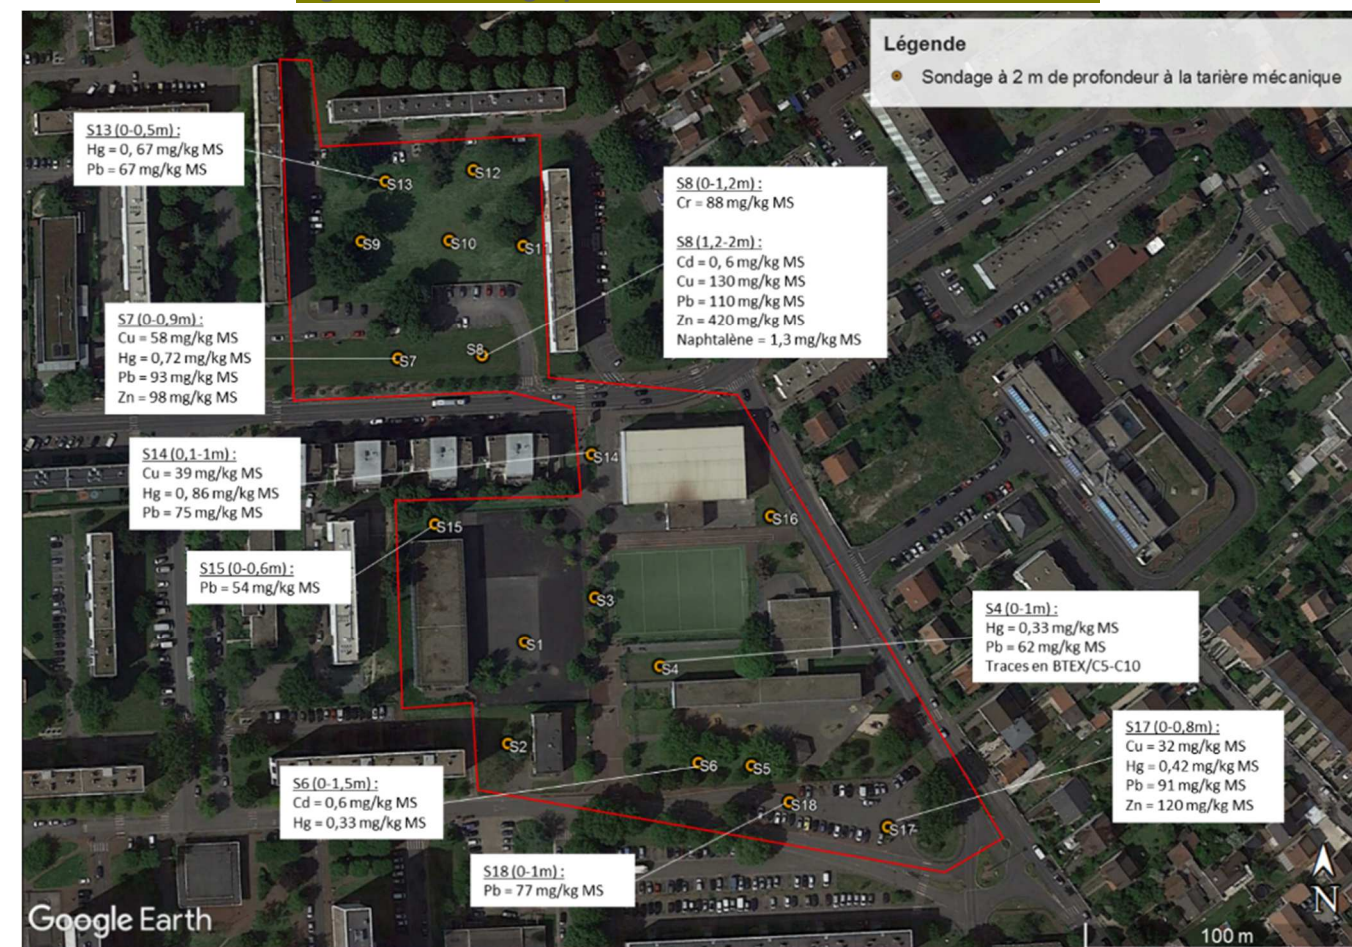 Légende
Sondage à 2 m de profondeur à la tarière mécanique
S13 (0-0,5m) :
Hg = 0, 67 mg/kg MS
Pb = 67 mg/kg MS
S12
S13
S9
S10
S11
S8 (0-1,2m) :
Cr = 88 mg/kg MS
S8 (1,2-2m) :
Cd = 0, 6 mg/kg MS
Cu = 130 mg/kg MS
Pb = 110 mg/kg MS
Zn = 420 mg/kg MS
Naphtalène = 1,3 mg/kg MS
S7 (0-0,9m) :
Cu = 58 mg/kg MS
Hg = 0,72 mg/kg MS
Pb = 93 mg/kg MS
Zn = 98 mg/kg MS
S7
S8
S14 (0,1-1m) :
Cu = 39 mg/kg MS
Hg = 0, 86 mg/kg MS
Pb = 75 mg/kg MS
S14
S15
S16
S15 (0-0,6m) :
Pb = 54 mg/kg MS
S3
S1
S4
S4 (0-1m) :
Hg = 0,33 mg/kg MS
Pb = 62 mg/kg MS
Traces en BTEX/C5-C10
S2
S6
S5
S18
S17
S17 (0-0,8m) :
Cu = 32 mg/kg MS
Hg = 0,42 mg/kg MS
Pb = 91 mg/kg MS
Zn = 120 mg/kg MS
S6 (0-1,5m) :
Cd = 0,6 mg/kg MS
Hg = 0,33 mg/kg MS
S18 (0-1m) :
Pb = 77 mg/kg MS
Google Earth
N
100 m